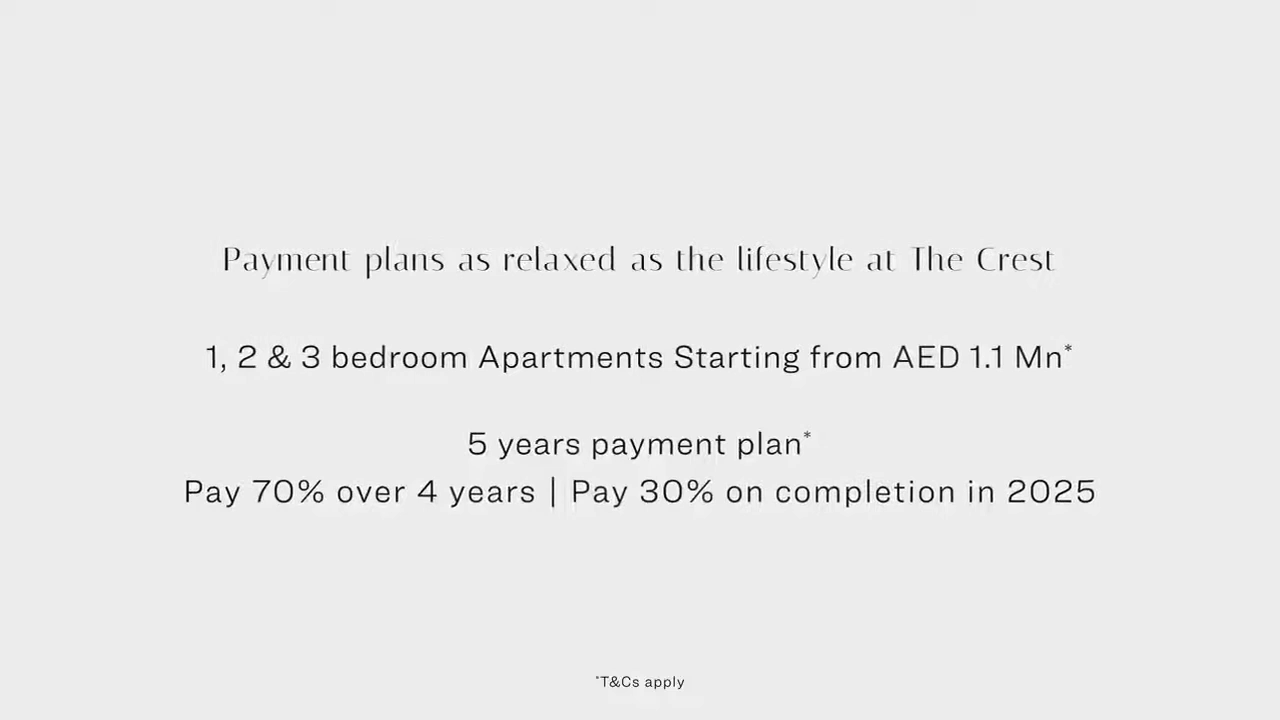 Payment plans as relaxed as the lifestyle at The Crest
1, 2 & 3 bedroom Apartments Starting from AED 1.1 Mn*
5 years payment plan*
Pay 70% over 4 years | Pay 30% on completion in 2025
*T&Cs apply